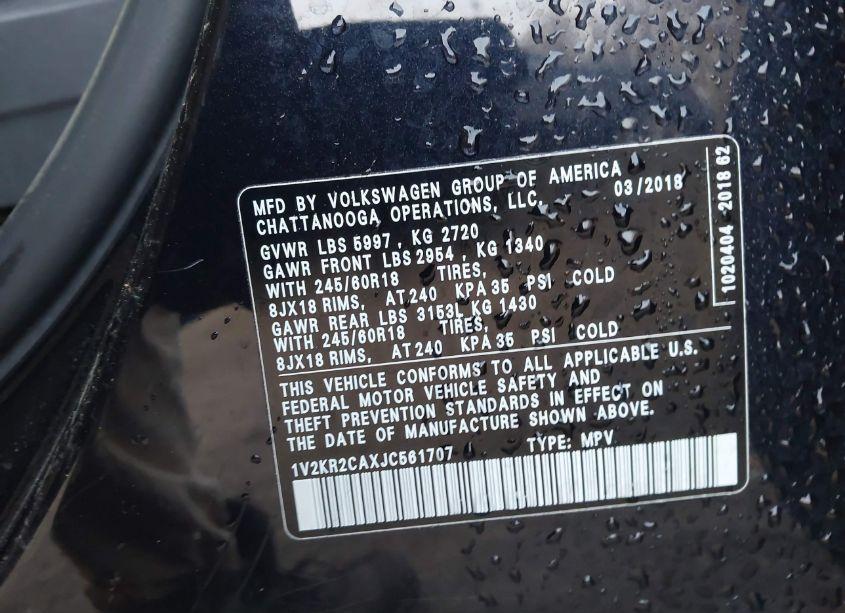 MFD BY VOLKSWAGEN GROUP OF AMERICA
CHATTANOOGA OPERATIONS, LLC, 03/2018
GVWR LBS 5997 , KG 2720
GAWR FRONT LBS 2954 , KG 1340
WITH 245/60R18 TIRES,
8JX18 RIMS, AT 240 KPA 35 PSI COLD
GAWR REAR LBS 3153L KG 1430
WITH 245/60R18 TIRES,
8JX18 RIMS, AT 240 KPA 35 PSI COLD
THIS VEHICLE CONFORMS TO ALL APPLICABLE U.S.
FEDERAL MOTOR VEHICLE SAFETY AND
THEFT PREVENTION STANDARDS IN EFFECT ON
THE DATE OF MANUFACTURE SHOWN ABOVE.
1V2KR2CAXJC561707 TYPE: MPV
1020404 2018 62